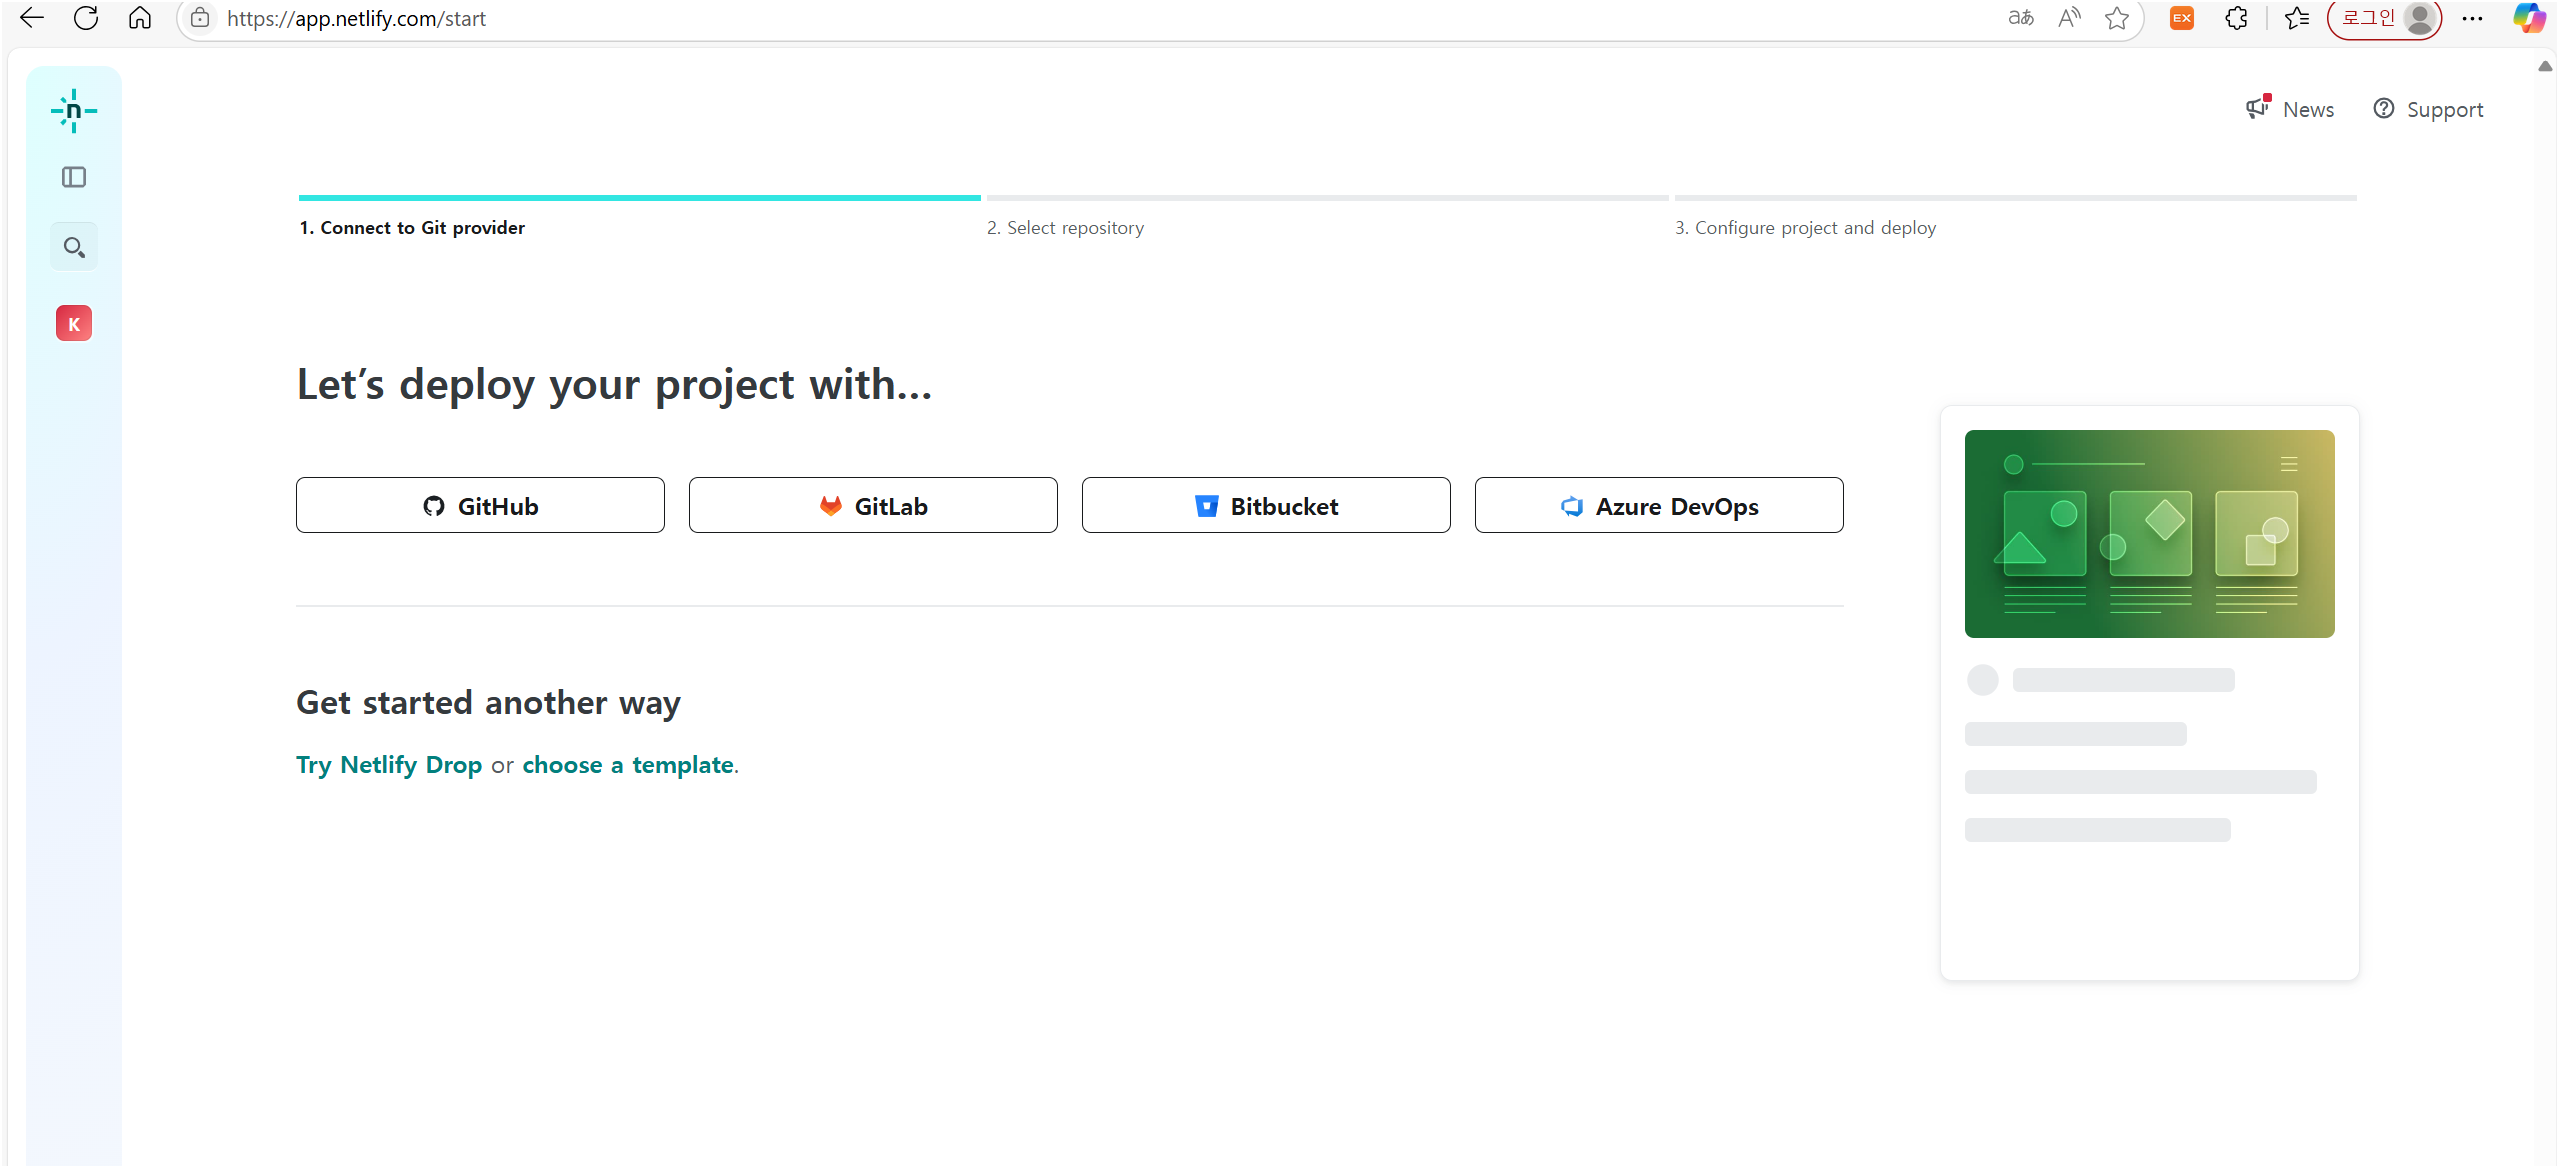 https://app.netlify.com/start
aあ
A
EX
로그인
n
News
Support
1. Connect to Git provider
2. Select repository
3. Configure project and deploy
K
Let's deploy your project with...
GitHub
GitLab
Bitbucket
Azure DevOps
Get started another way
Try Netlify Drop or choose a template.